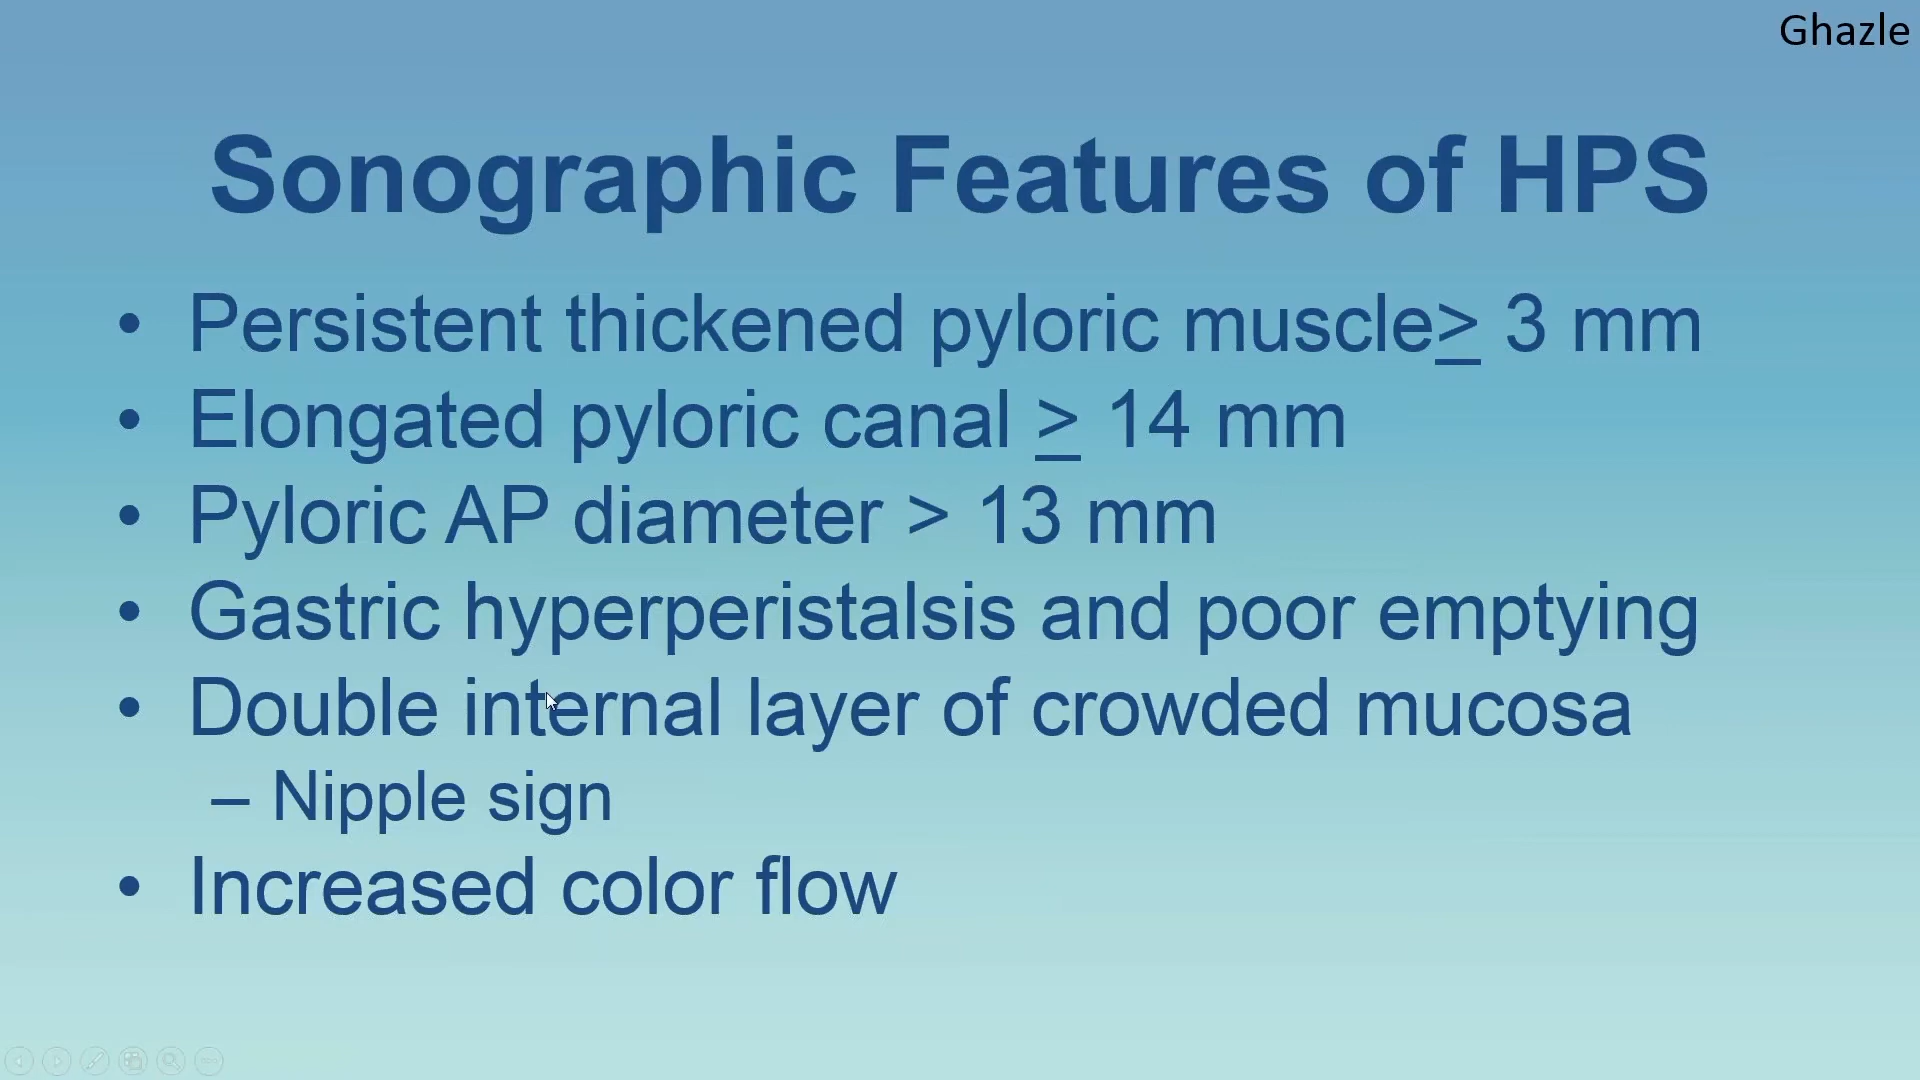 Ghazle
Sonographic Features of HPS
• Persistent thickened pyloric muscle≥ 3 mm
• Elongated pyloric canal ≥ 14 mm
• Pyloric AP diameter > 13 mm
• Gastric hyperperistalsis and poor emptying
• Double internal layer of crowded mucosa
– Nipple sign
• Increased color flow